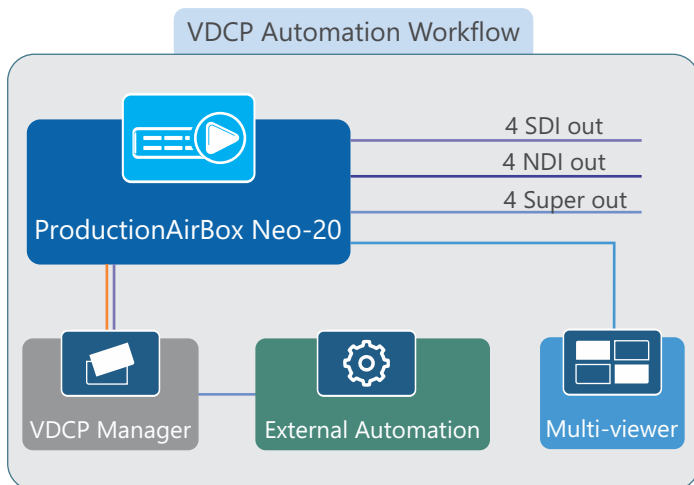 VDCP Automation Workflow
4 SDI out
4 NDI out
4 Super out
ProductionAirBox Neo-20
VDCP Manager
External Automation
Multi-viewer